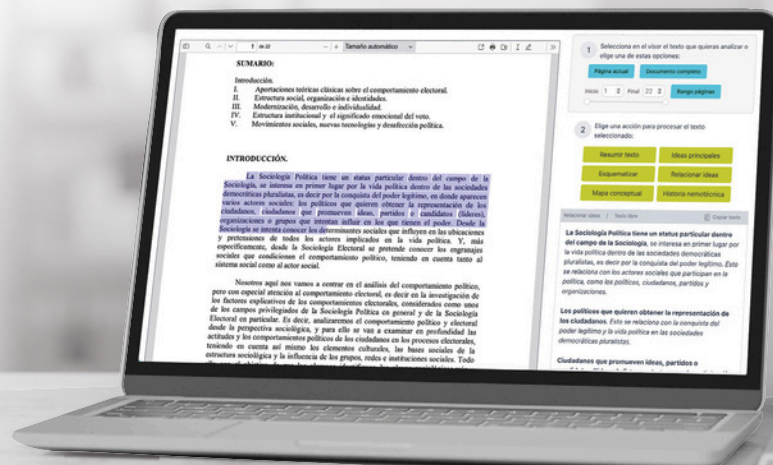 1 de 22
Tamaño automático
SUMARIO:
Introducción.
I. Aportaciones teóricas clásicas sobre el comportamiento electoral.
II. Estructura social, organización e identidades.
III. Modernización, desarrollo e individualidad.
IV. Estructura institucional y el significado emocional del voto.
V. Movimientos sociales, nuevas tecnologías y desafección política.
INTRODUCCIÓN.
La Sociología Política tiene un status particular dentro del campo de la
Sociología, se interesa en primer lugar por la vida política dentro de las sociedades
democráticas pluralistas, es decir por la conquista del poder legítimo, en donde aparecen
varios actores sociales: los políticos que quieren obtener la representación de los
ciudadanos, ciudadanos que promueven ideas, partidos o candidatos (líderes),
organizaciones o grupos que intentan influir en los que tienen el poder. Desde la
Sociología se intenta conocer los determinantes sociales que influyen en las ubicaciones
y pretensiones de todos los actores implicados en la vida política. Y, más
específicamente, desde la Sociología Electoral se pretende conocer los engranajes
sociales que condicionan el comportamiento político, teniendo en cuenta tanto al
sistema social como al actor social.
Nosotros aquí nos vamos a centrar en el análisis del comportamiento político,
pero con especial atención al comportamiento electoral, es decir en la investigación de
los factores explicativos de los comportamientos electorales, considerados como unos
de los campos privilegiados de la Sociología Política en general y de la Sociología
Electoral en particular. Es decir, analizaremos el comportamiento político y electoral
desde la perspectiva sociológica, y para ello se van a examinar en profundidad las
actitudes y los comportamientos políticos de los ciudadanos en los procesos electorales,
teniendo en cuenta así mismo los elementos culturales, las bases sociales de la
estructura sociológica y la influencia de los grupos, redes e instituciones sociales. Todo
1 Selecciona en el visor el texto que quieras analizar o
elige una de estas opciones:
Página actual Documento completo
Inicio 1 Final 22 Rango páginas
2 Elige una acción para procesar el texto
seleccionado:
Resumir texto Ideas principales
Esquematizar Relacionar ideas
Mapa conceptual Historia nemotécnica
Relacionar ideas / Texto libre Copiar texto
La Sociología Política tiene un status particular dentro
del campo de la Sociología, se interesa en primer lugar por
la vida política dentro de las sociedades democráticas
pluralistas, es decir por la conquista del poder legítimo. Esto
se relaciona con los actores sociales que participan en la
política, como los políticos, ciudadanos, partidos y
organizaciones.
Los políticos que quieren obtener la representación de
los ciudadanos. Esto se relaciona con la conquista del
poder legítimo y la vida política en las sociedades
democráticas pluralistas.
Ciudadanos que promueven ideas, partidos o